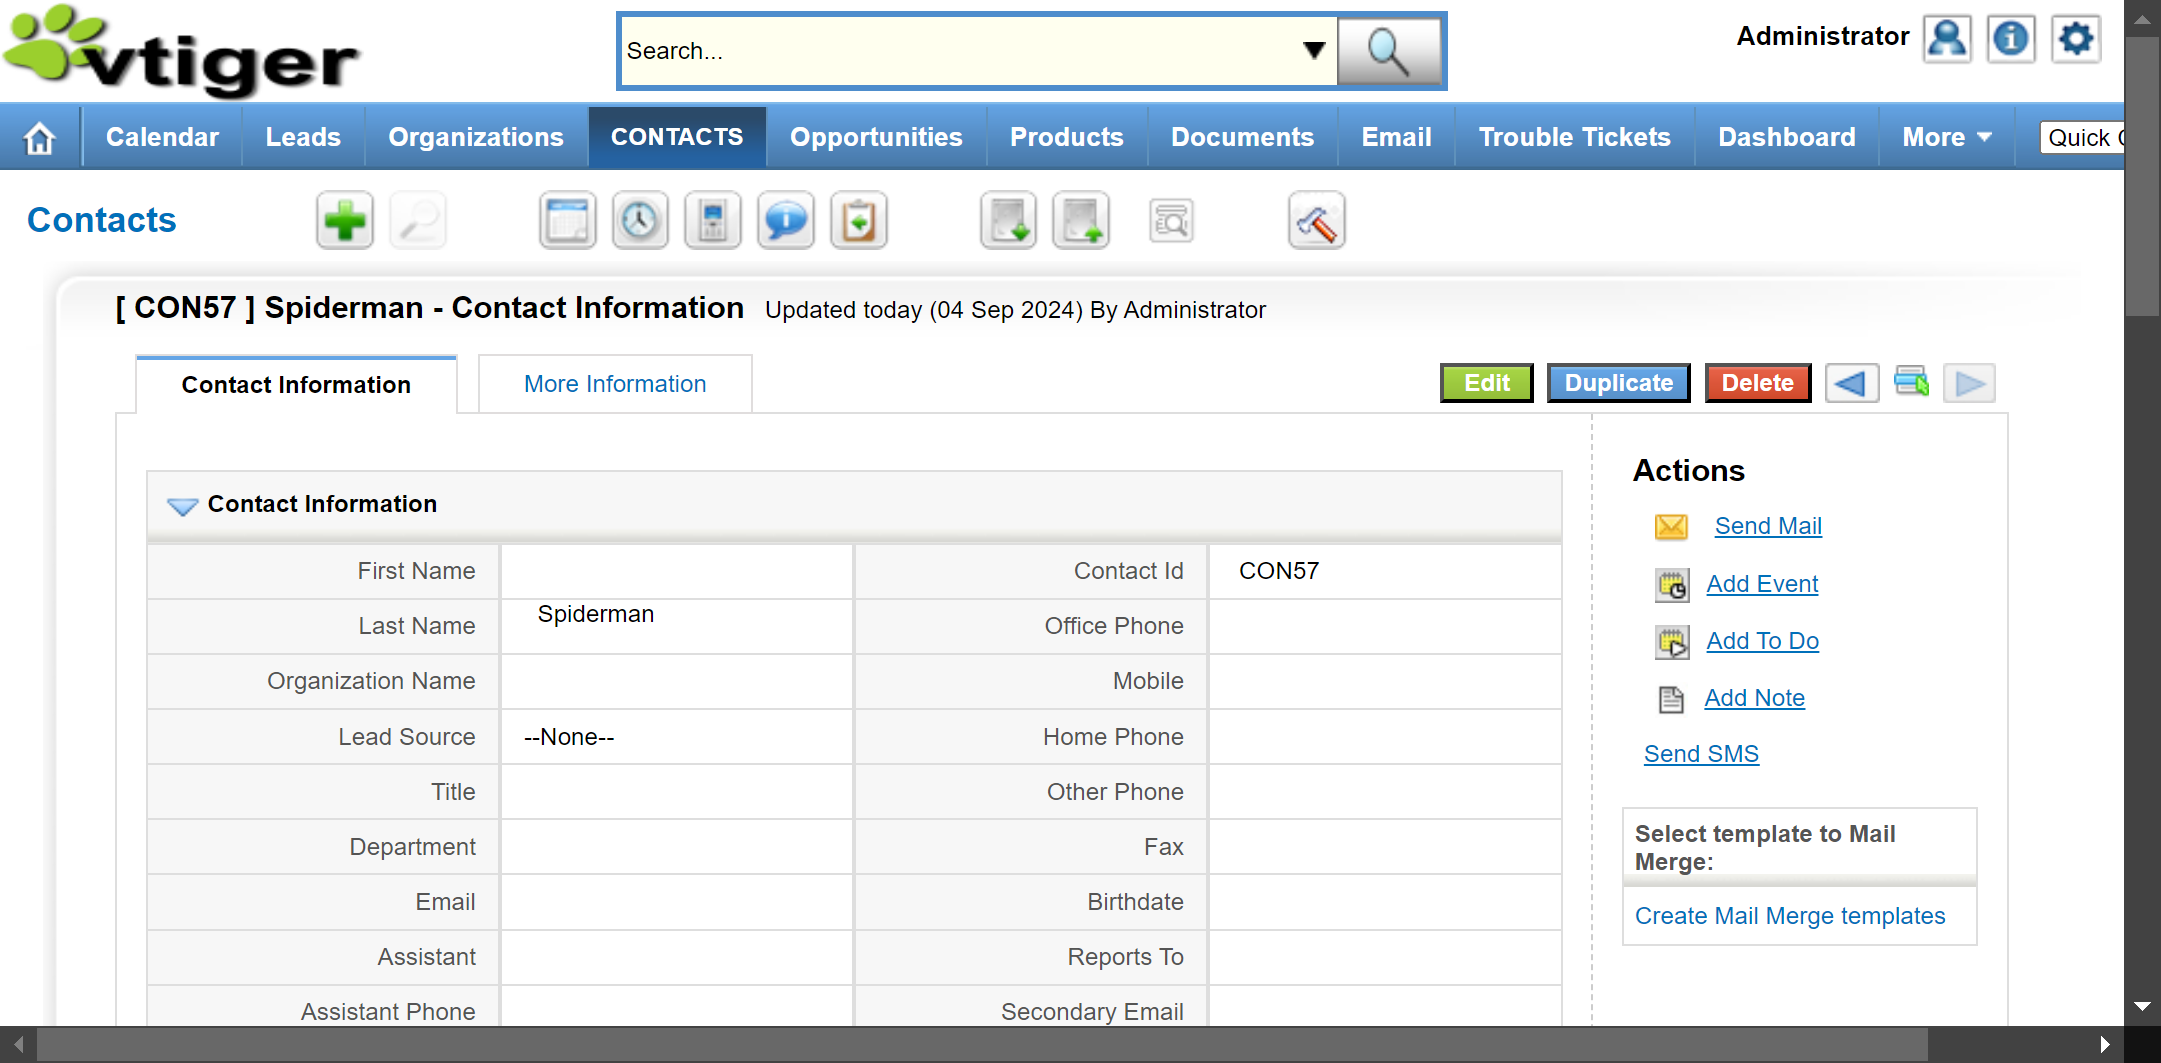 vtiger
Search...
Administrator
Calendar Leads Organizations CONTACTS Opportunities Products Documents Email Trouble Tickets Dashboard More Quick
Contacts
[ CON57 ] Spiderman - Contact Information Updated today (04 Sep 2024) By Administrator
Contact Information More Information
Edit Duplicate Delete
Contact Information
First Name Contact Id CON57
Last Name Spiderman Office Phone
Organization Name Mobile
Lead Source --None-- Home Phone
Title Other Phone
Department Fax
Email Birthdate
Assistant Reports To
Assistant Phone Secondary Email
Actions
Send Mail
Add Event
Add To Do
Add Note
Send SMS
Select template to Mail
Merge:
Create Mail Merge templates